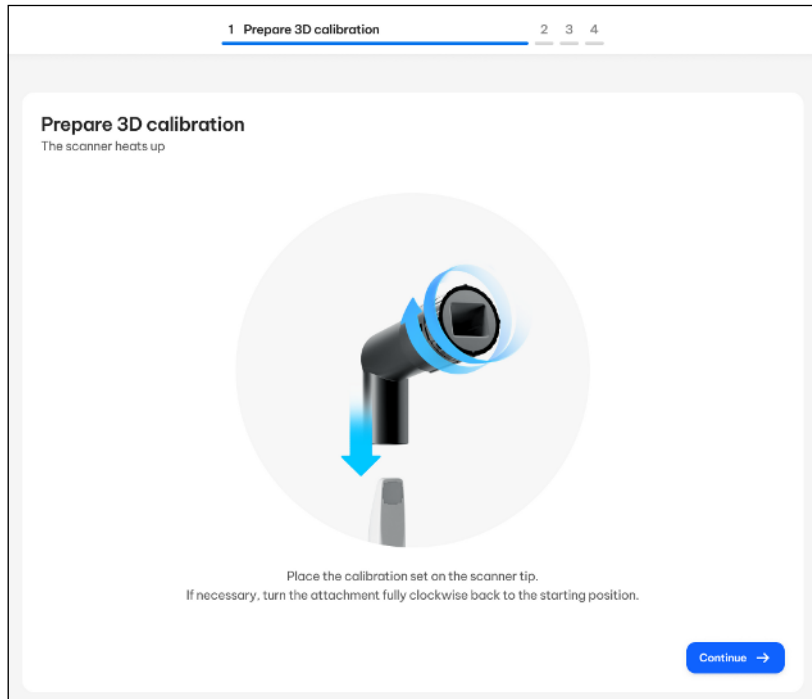 1 Prepare 3D calibration 2 3 4
Prepare 3D calibration
The scanner heats up
Place the calibration set on the scanner tip.
If necessary, turn the attachment fully clockwise back to the starting position.
Continue →